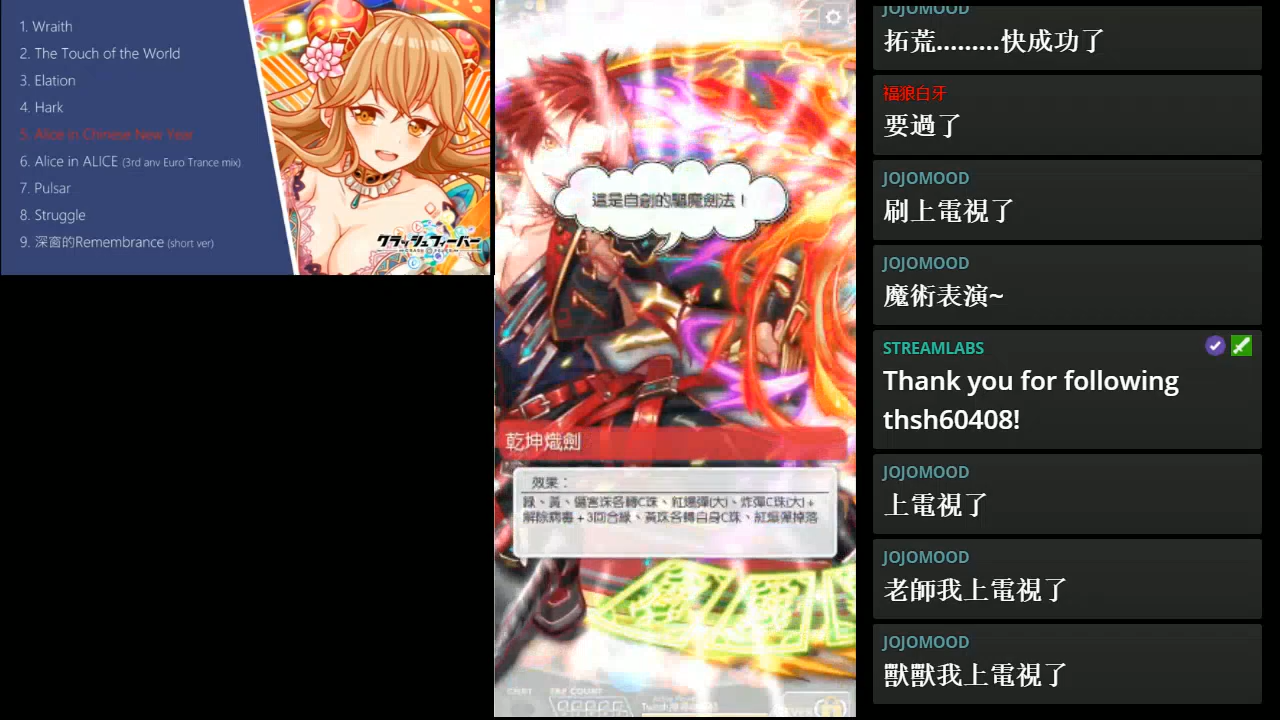 1. Wraith
2. The Touch of the World
3. Elation
4. Hark
5. Alice in Chinese New Year
6. Alice in ALICE (3rd anv Euro Trance mix)
7. Pulsar
8. Struggle
9. 深窗的Remembrance (short ver)
クラッシュフィーバー
這是自創的驅魔劍法！
乾坤熾劍
效果：
綠、黃、傷害珠各轉C珠、紅爆彈(大)、炸彈C珠(大)+
解除病毒+3回合綠、黃珠各轉自身C珠、紅爆彈掉落
JOJOMOOD
拓荒.........快成功了
福狼白牙
要過了
JOJOMOOD
刷上電視了
JOJOMOOD
魔術表演~
STREAMLABS
Thank you for following
thsh60408!
JOJOMOOD
上電視了
JOJOMOOD
老師我上電視了
JOJOMOOD
獸獸我上電視了